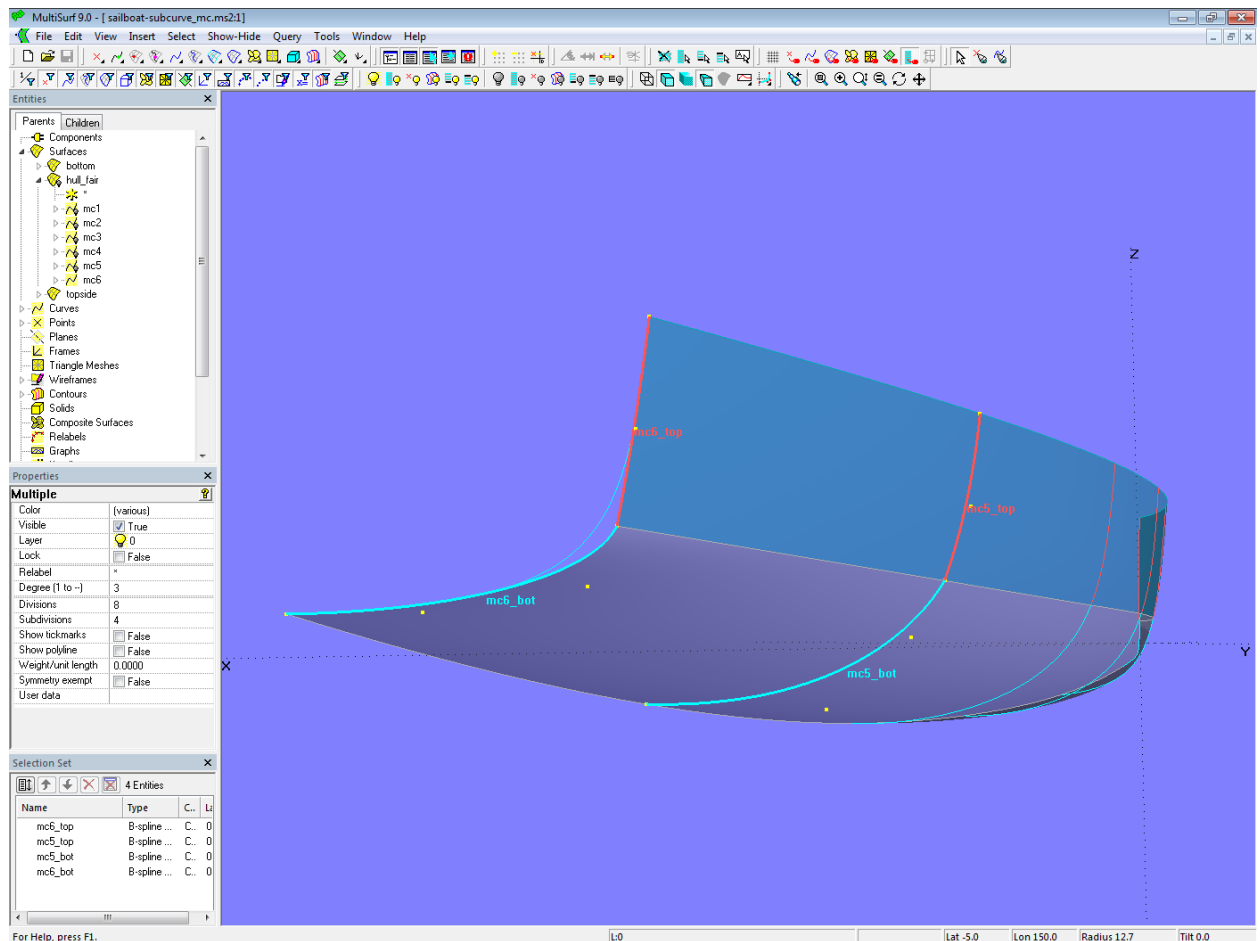 MultiSurf 9.0 - [ sailboat-subcurve_mc.ms2:1]
File Edit View Insert Select Show-Hide Query Tools Window Help
Entities
Parents Children
Components
Surfaces
bottom
hull_fair
*
mc1
mc2
mc3
mc4
mc5
mc6
topside
Curves
Points
Planes
Frames
Triangle Meshes
Wireframes
Contours
Solids
Composite Surfaces
Relabels
Graphs
Properties
Multiple
Color (various)
Visible True
Layer 0
Lock False
Relabel *
Degree (1 to --) 3
Divisions 8
Subdivisions 4
Show tickmarks False
Show polyline False
Weight/unit length 0.0000
Symmetry exempt False
User data
Selection Set
4 Entities
Name Type C.. La
mc6_top B-spline ... C.. 0
mc5_top B-spline ... C.. 0
mc5_bot B-spline ... C.. 0
mc6_bot B-spline ... C.. 0
Z
mc6_top
mc5_top
mc6_bot
mc5_bot
X
Y
For Help, press F1. L:0 Lat -5.0 Lon 150.0 Radius 12.7 Tilt 0.0